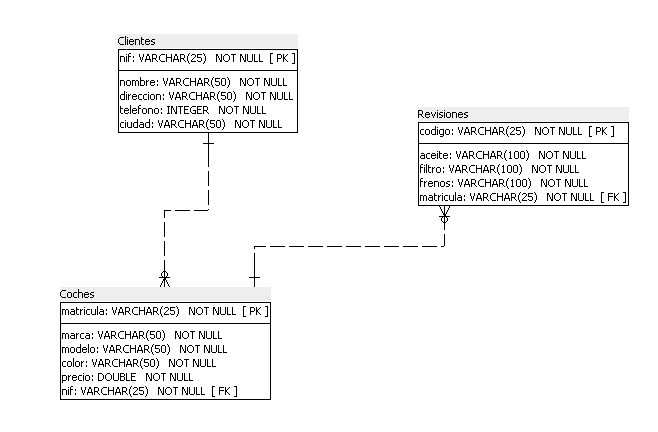 Clientes
nif: VARCHAR(25) NOT NULL [ PK ]
nombre: VARCHAR(50) NOT NULL
direccion: VARCHAR(50) NOT NULL
telefono: INTEGER NOT NULL
ciudad: VARCHAR(50) NOT NULL
Revisiones
codigo: VARCHAR(25) NOT NULL [ PK ]
aceite: VARCHAR(100) NOT NULL
filtro: VARCHAR(100) NOT NULL
frenos: VARCHAR(100) NOT NULL
matricula: VARCHAR(25) NOT NULL [ FK ]
Coches
matricula: VARCHAR(25) NOT NULL [ PK ]
marca: VARCHAR(50) NOT NULL
modelo: VARCHAR(50) NOT NULL
color: VARCHAR(50) NOT NULL
precio: DOUBLE NOT NULL
nif: VARCHAR(25) NOT NULL [ FK ]